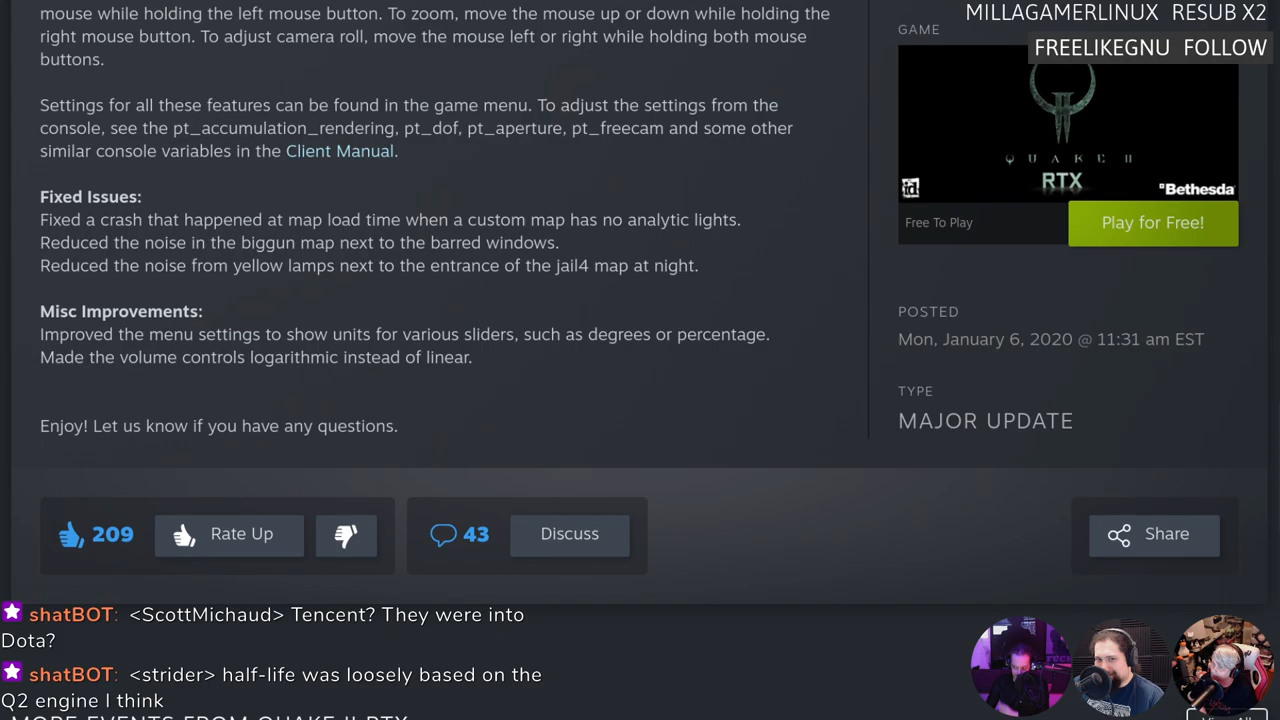 mouse while holding the left mouse button. To zoom, move the mouse up or down while holding the
right mouse button. To adjust camera roll, move the mouse left or right while holding both mouse
buttons.
Settings for all these features can be found in the game menu. To adjust the settings from the
console, see the pt_accumulation_rendering, pt_dof, pt_aperture, pt_freecam and some other
similar console variables in the Client Manual.
Fixed Issues:
Fixed a crash that happened at map load time when a custom map has no analytic lights.
Reduced the noise in the biggun map next to the barred windows.
Reduced the noise from yellow lamps next to the entrance of the jail4 map at night.
Misc Improvements:
Improved the menu settings to show units for various sliders, such as degrees or percentage.
Made the volume controls logarithmic instead of linear.
Enjoy! Let us know if you have any questions.
MILLAGAMERLINUX RESUB X2
GAME
FREELIKEGNU FOLLOW
QUAKE II
RTX
id
Bethesda
Free To Play
Play for Free!
POSTED
Mon, January 6, 2020 @ 11:31 am EST
TYPE
MAJOR UPDATE
209 Rate Up
43 Discuss
Share
shatBOT: <ScottMichaud> Tencent? They were into
Dota?
shatBOT: <strider> half-life was loosely based on the
Q2 engine I think
MORE EVENTS FROM QUAKE II RTX
View All